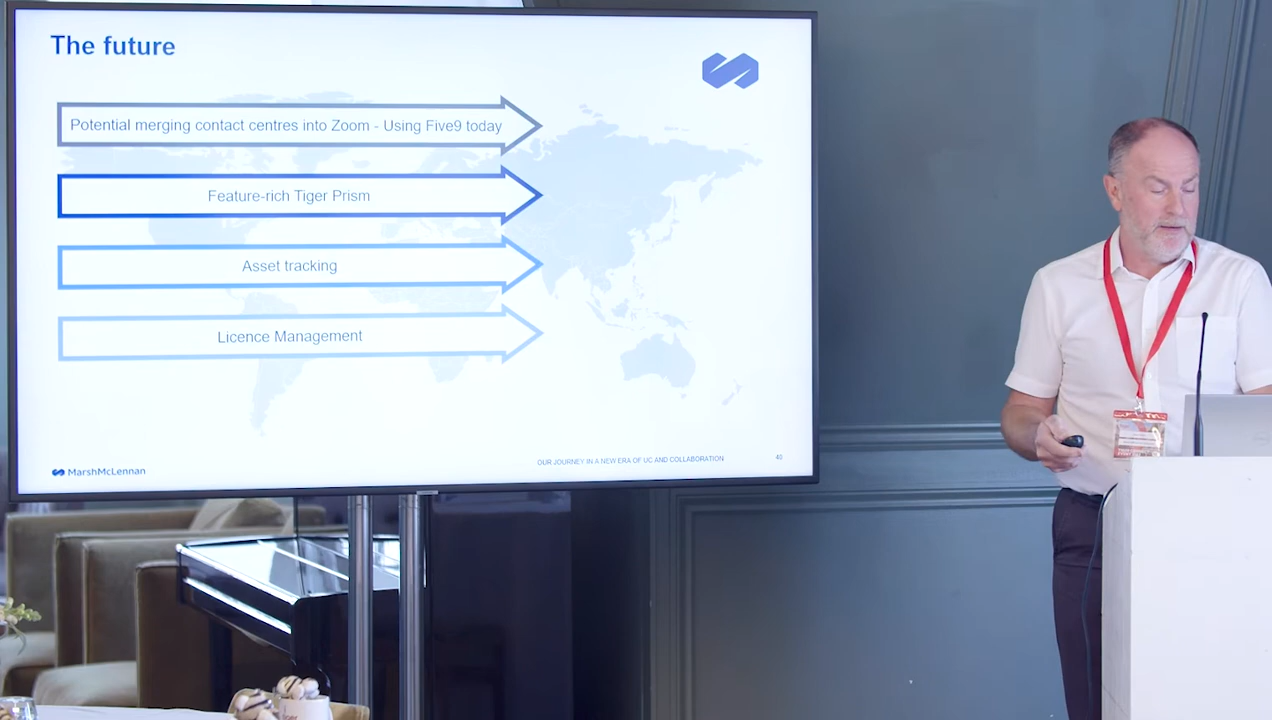 The future
Potential merging contact centres into Zoom - Using Five9 today
Feature-rich Tiger Prism
Asset tracking
Licence Management
MarshMcLennan
OUR JOURNEY IN A NEW ERA OF UC AND COLLABORATION
40